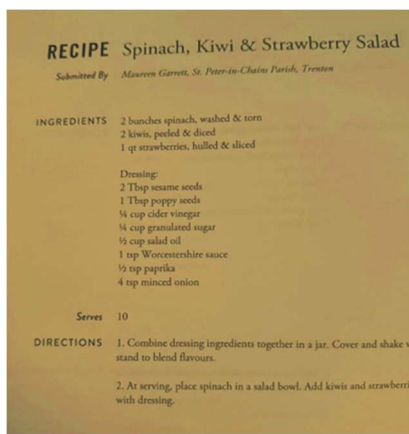 RECIPE Spinach, Kiwi & Strawberry Salad
Submitted By Maureen Garrett, St. Peter-in-Chains Parish, Trenton
INGREDIENTS 2 bunches spinach, washed & torn
2 kiwis, peeled & diced
1 qt strawberries, hulled & sliced
Dressing:
2 Tbsp sesame seeds
1 Tbsp poppy seeds
¼ cup cider vinegar
¼ cup granulated sugar
½ cup salad oil
1 tsp Worcestershire sauce
½ tsp paprika
4 tsp minced onion
Serves 10
DIRECTIONS 1. Combine dressing ingredients together in a jar. Cover and shake
stand to blend flavours.
2. At serving, place spinach in a salad bowl. Add kiwis and strawberri
with dressing.